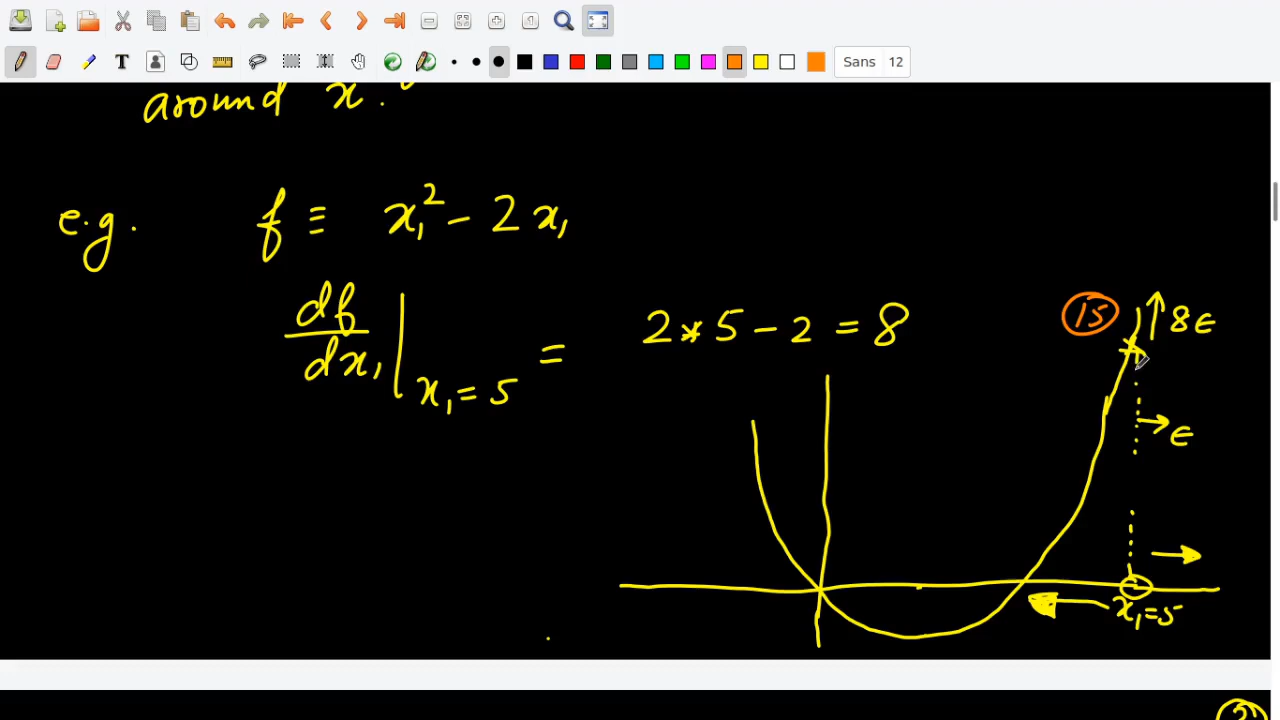 Sans 12
around x.
e.g. f ≡ x₁² − 2x₁
df/dx₁ |x₁=5 = 2*5−2 = 8
15 8ϵ
ϵ
x₁=5